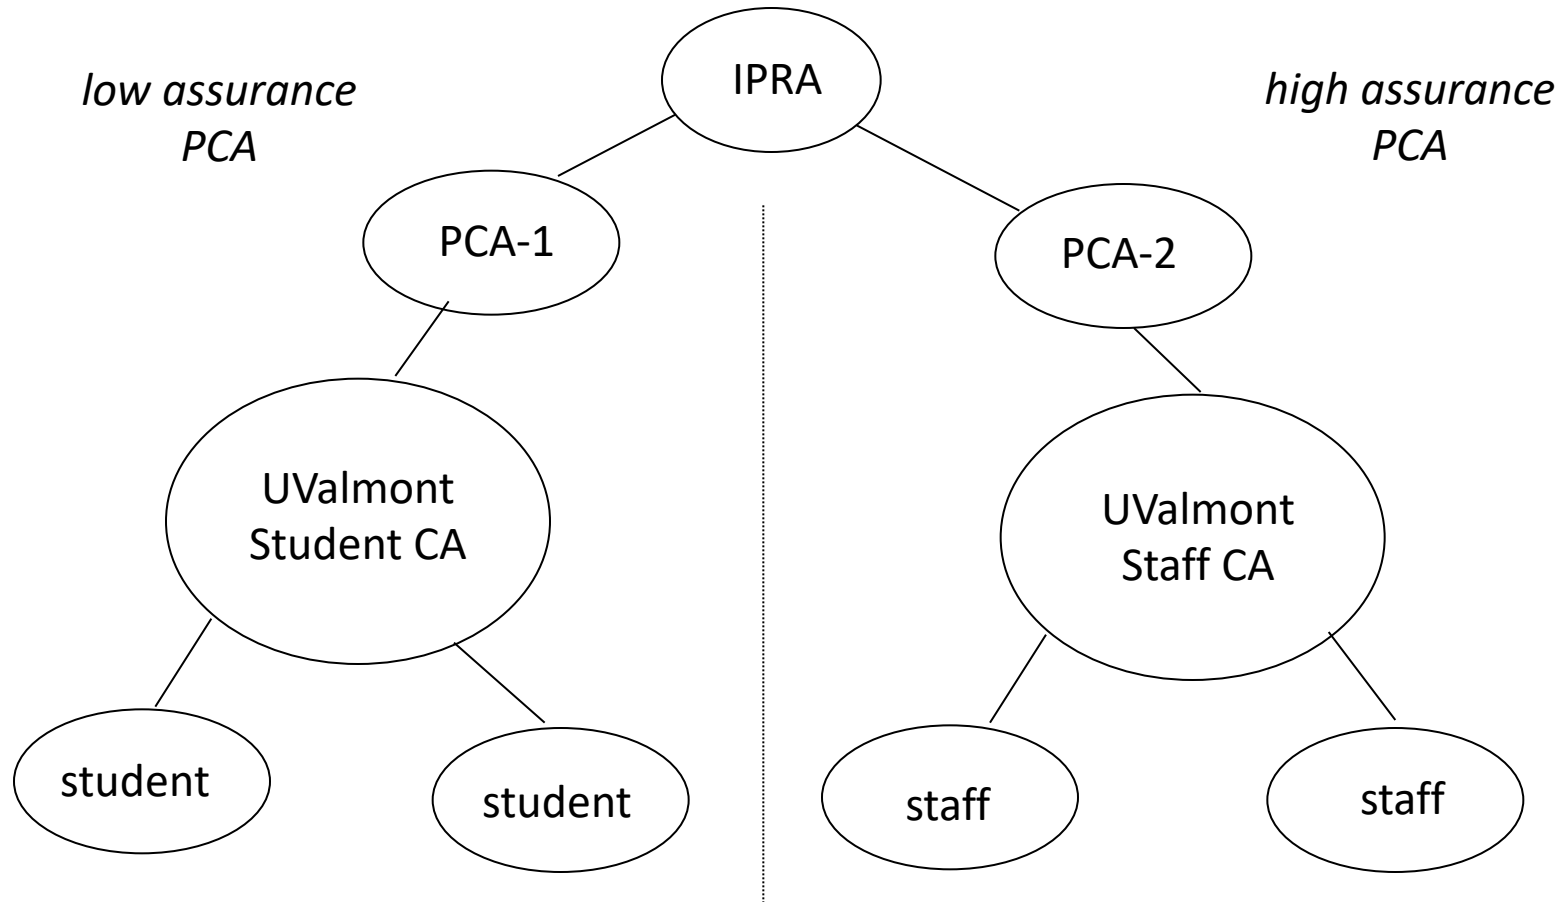 IPRA
low assurance
PCA
high assurance
PCA
PCA-1
PCA-2
UValmont
Student CA
UValmont
Staff CA
student
student
staff
staff